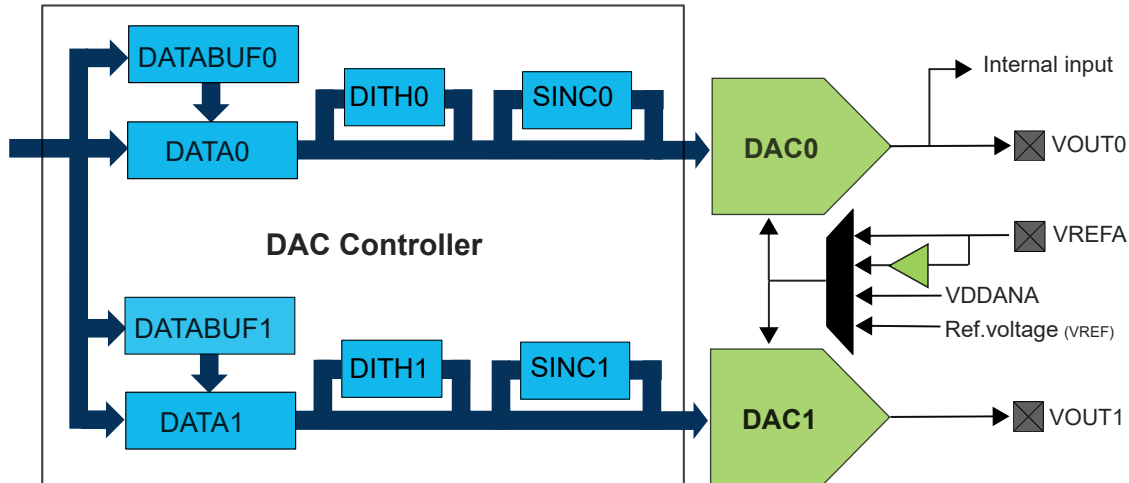 DATABUF0
Internal input
DITH0
SINC0
DATA0
DAC0
VOUT0
DAC Controller
VREFA
VDDANA
DATABUF1
Ref.voltage (VREF)
DITH1
SINC1
DATA1
DAC1
VOUT1